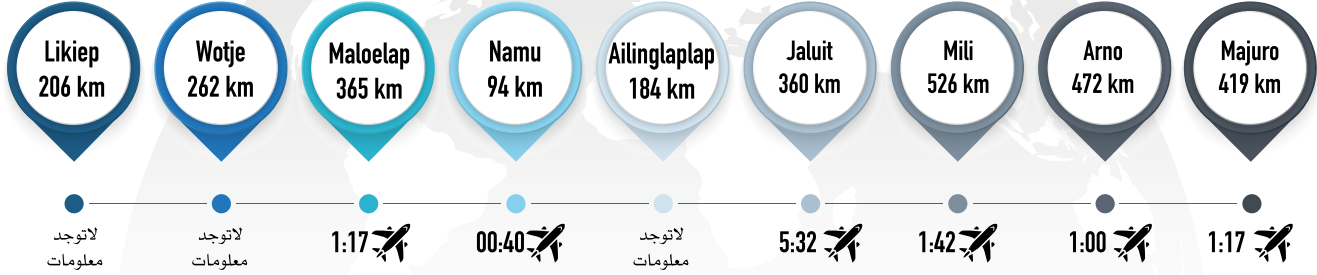 Likiep
206 km
Wotje
262 km
Maloelap
365 km
Namu
94 km
Ailinglaplap
184 km
Jaluit
360 km
Mili
526 km
Arno
472 km
Majuro
419 km
لاتوجد
معلومات
لاتوجد
معلومات
1:17
00:40
لاتوجد
معلومات
5:32
1:42
1:00
1:17